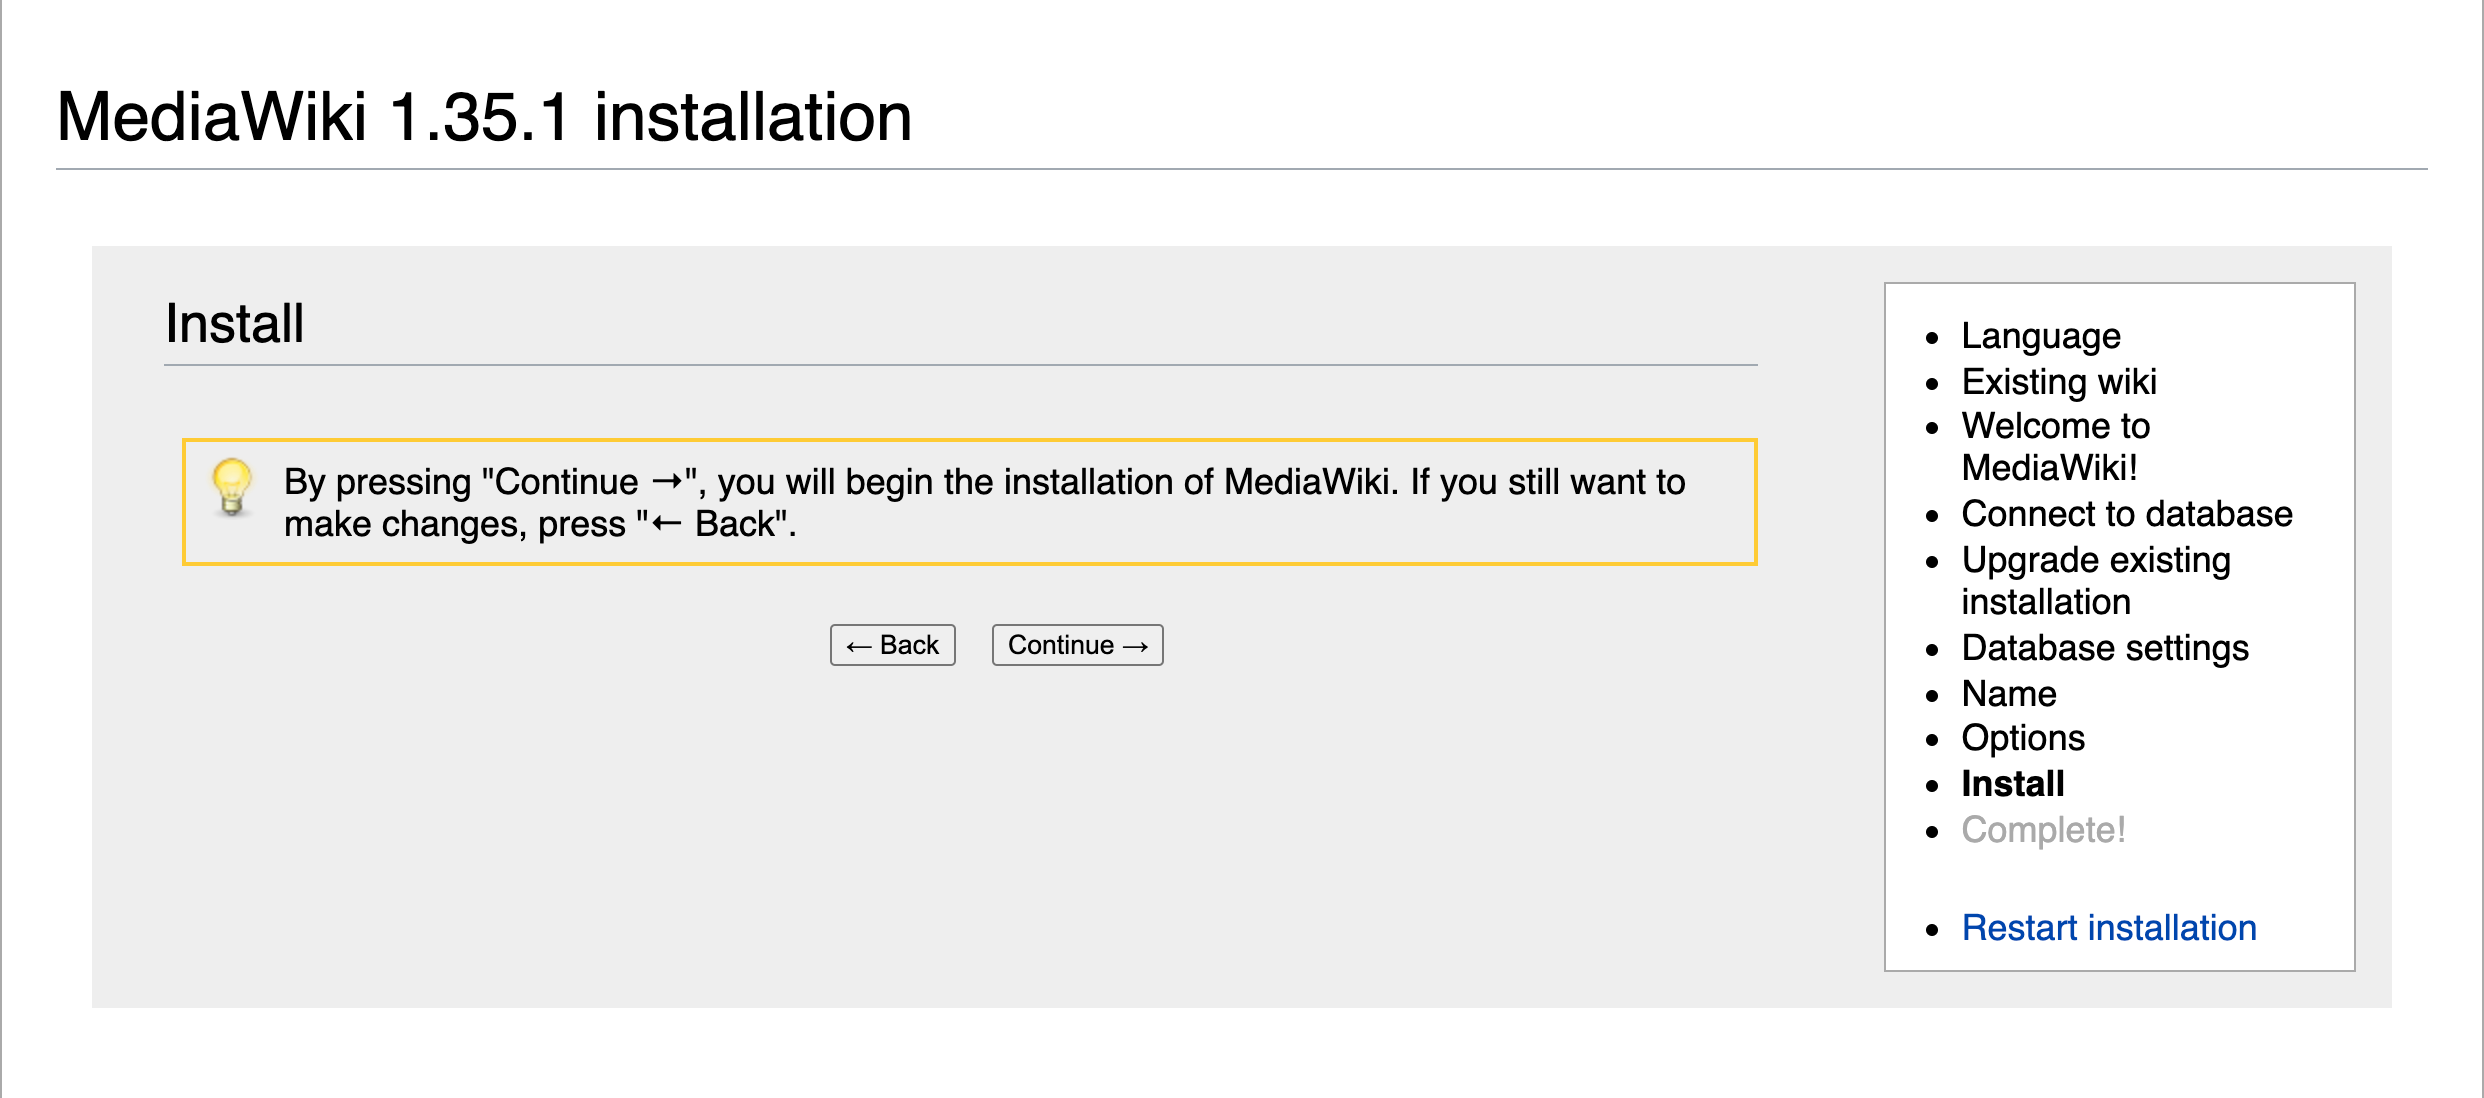 MediaWiki 1.35.1 installation
Install
By pressing "Continue →", you will begin the installation of MediaWiki. If you still want to
make changes, press "← Back".
← Back
Continue →
Language
Existing wiki
Welcome to
MediaWiki!
Connect to database
Upgrade existing
installation
Database settings
Name
Options
Install
Complete!
Restart installation